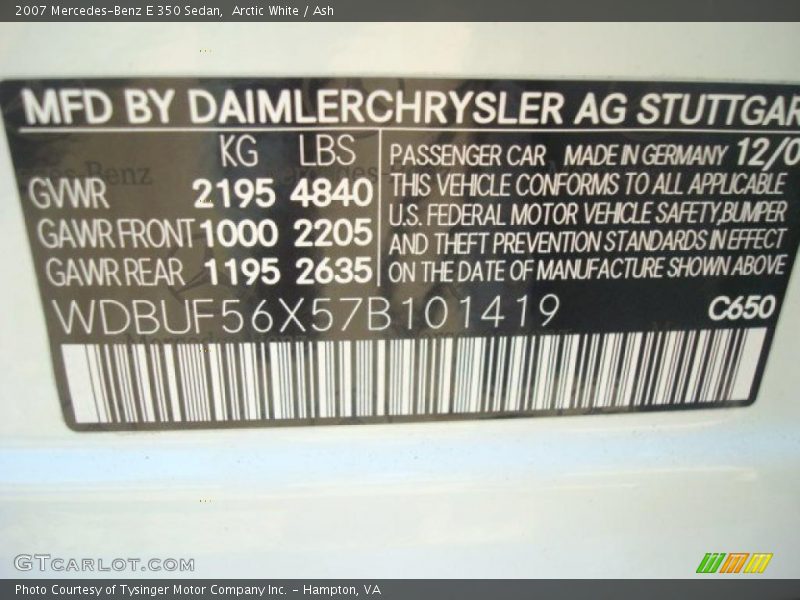 2007 Mercedes-Benz E 350 Sedan, Arctic White / Ash
MFD BY DAIMLERCHRYSLER AG STUTTGAR
KG LBS
GVWR 2195 4840
GAWR FRONT 1000 2205
GAWR REAR 1195 2635
PASSENGER CAR MADE IN GERMANY 12/0
THIS VEHICLE CONFORMS TO ALL APPLICABLE
U.S. FEDERAL MOTOR VEHICLE SAFETY,BUMPER
AND THEFT PREVENTION STANDARDS IN EFFECT
ON THE DATE OF MANUFACTURE SHOWN ABOVE
WDBUF56X57B101419 C650
GTCARLOT.COM
Photo Courtesy of Tysinger Motor Company Inc. - Hampton, VA